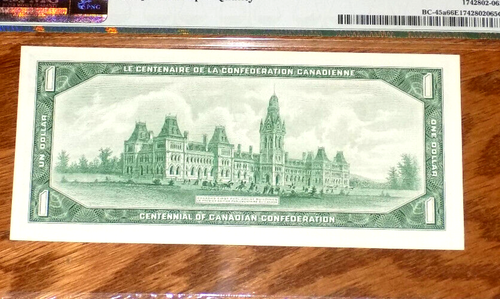 1742802-06
BC-45a66E1742802065
LE CENTENAIRE DE LA CONFEDERATION CANADIENNE
1
1
UN DOLLAR
ONE DOLLAR
1
1
CENTENNIAL OF CANADIAN CONFEDERATION